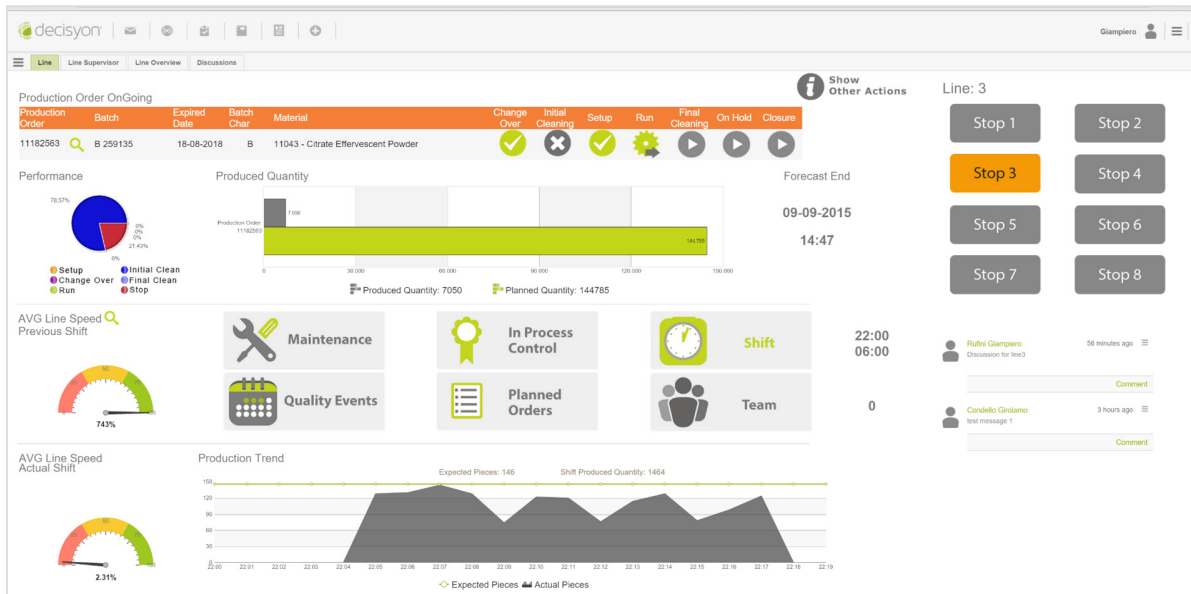 decisyon
Giampiero
Line
Line Supervisor
Line Overview
Discussions
Show
Other Actions
Production Order OnGoing
Production
Order
Batch
Expired
Date
Batch
Char
Material
Change
Over
Initial
Cleaning
Setup
Run
Final
Cleaning
On Hold
Closure
11182563
B 259135
18-08-2018
B
11043 - Citrate Effervescent Powder
Line: 3
Stop 1
Stop 2
Stop 3
Stop 4
Stop 5
Stop 6
Stop 7
Stop 8
Performance
78,57%
0%
0%
0%
21,43%
0%
Setup
Initial Clean
Change Over
Final Clean
Run
Stop
Produced Quantity
Production Order
11182563
7.050
144.785
0
30.000
60.000
90.000
120.000
150.000
Produced Quantity: 7050
Planned Quantity: 144785
Forecast End
09-09-2015
14:47
AVG Line Speed
Previous Shift
25
50
75
743%
Maintenance
In Process
Control
Shift
22:00
06:00
Quality Events
Planned
Orders
Team
0
Rufini Giampiero
56 minutes ago
Discussion for line3
Comment
Condello Girolamo
3 hours ago
test message 1
Comment
AVG Line Speed
Actual Shift
25
50
75
100
2.31%
Production Trend
Expected Pieces: 146
Shift Produced Quantity: 1464
150
120
90
60
30
0
22:00
22:01
22:02
22:03
22:04
22:05
22:06
22:07
22:08
22:09
22:10
22:11
22:12
22:13
22:14
22:15
22:16
22:17
22:18
22:19
Expected Pieces
Actual Pieces